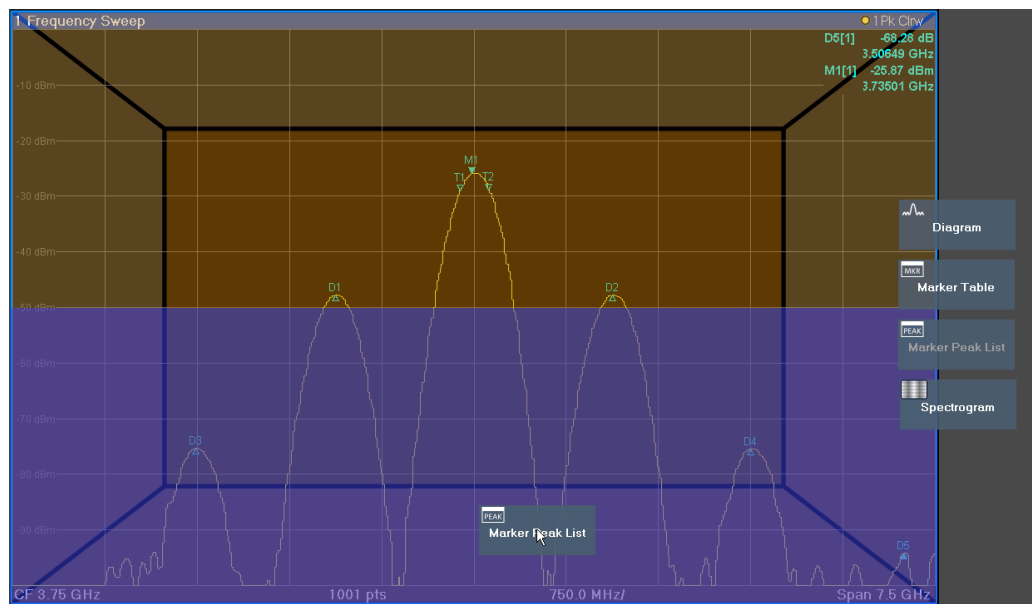 1 Frequency Sweep
1Pk Clrw
D5[1] -68.28 dB
3.50649 GHz
M1[1] -25.87 dBm
3.73501 GHz
-10 dBm
-20 dBm
M1
T1 T2
-30 dBm
Diagram
-40 dBm
MKR
Marker Table
D1 D2
-50 dBm
PEAK
Marker Peak List
-60 dBm
Spectrogram
-70 dBm
D3 D4
-80 dBm
PEAK
Marker Peak List
-90 dBm
D5
CF 3.75 GHz 1001 pts 750.0 MHz/ Span 7.5 GHz